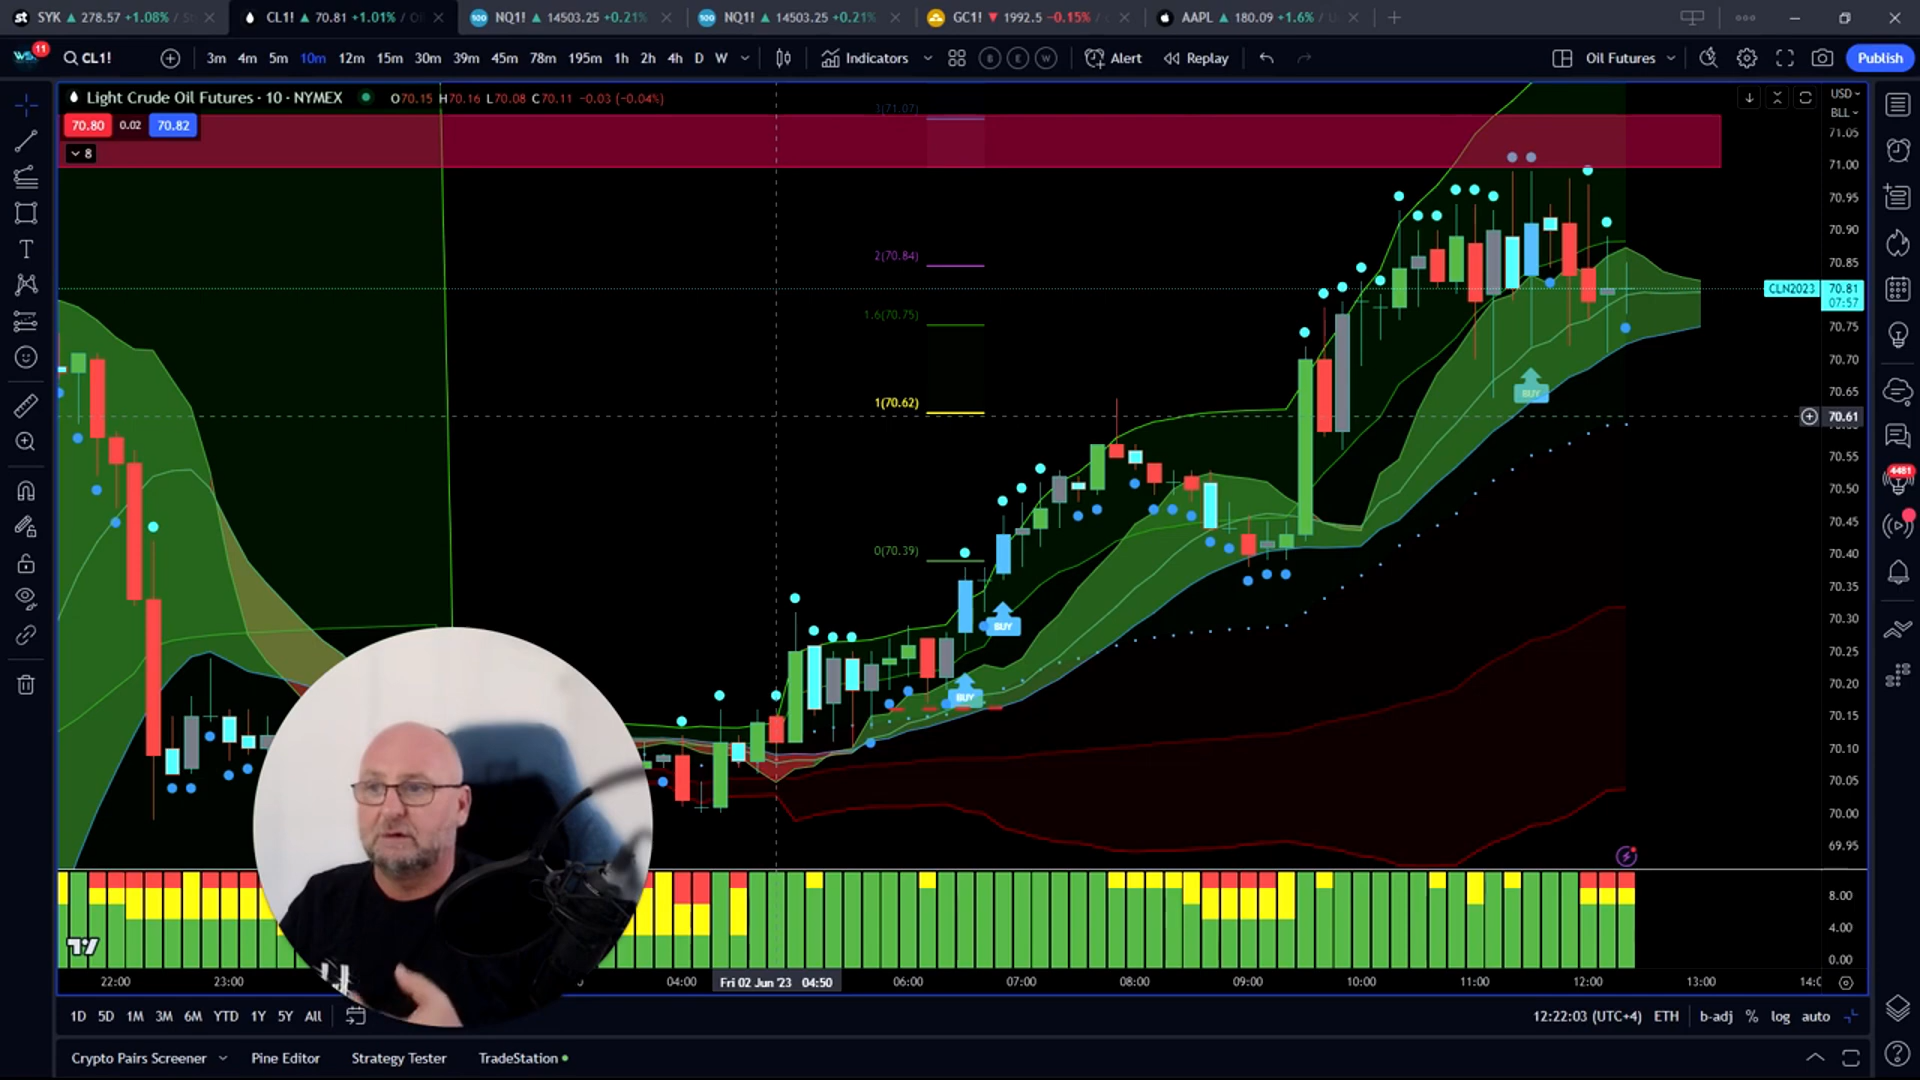 SYK ▲ 278.57 +1.08% / St
CL1! ▲ 70.81 +1.01% / Oi
NQ1! ▲ 14503.25 +0.21%
NQ1! ▲ 14503.25 +0.21%
GC1! ▼ 1992.5 −0.15% /
AAPL ▲ 180.09 +1.6% / U
11
CL1!
3m 4m 5m 10m 12m 15m 30m 39m 45m 78m 195m 1h 2h 4h D W
Indicators
B E W
Alert
Replay
Oil Futures
Publish
Light Crude Oil Futures · 10 · NYMEX
O70.15 H70.16 L70.08 C70.11 −0.03 (−0.04%)
70.80 0.02 70.82
8
USD
BLL
3(71.07)
2(70.84)
1.6(70.75)
1(70.62)
0(70.39)
BUY
BUY
BUY
BUY
71.05
71.00
70.95
70.90
70.85
CLN2023 70.81
07:57
70.75
70.70
70.65
70.61
70.55
70.50
70.45
70.40
70.35
70.30
70.25
70.20
70.15
70.10
70.05
70.00
69.95
8.00
4.00
0.00
4481
22:00 23:00 04:00 Fri 02 Jun '23 04:50 06:00 07:00 08:00 09:00 10:00 11:00 12:00 13:00 14:0
1D 5D 1M 3M 6M YTD 1Y 5Y All
12:22:03 (UTC+4) ETH b-adj % log auto
Crypto Pairs Screener Pine Editor Strategy Tester TradeStation